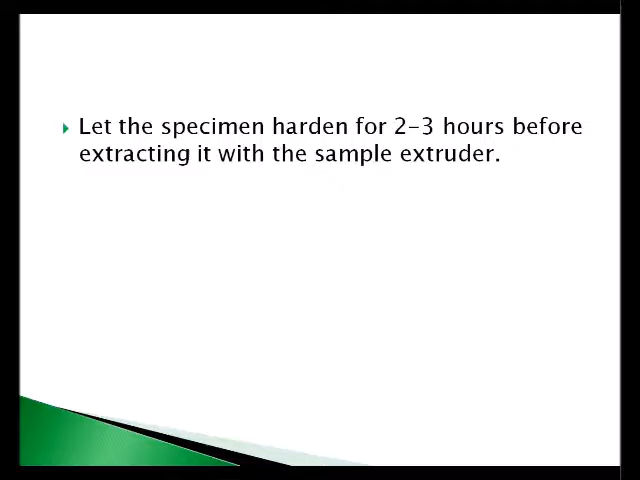 Let the specimen harden for 2-3 hours before
extracting it with the sample extruder.